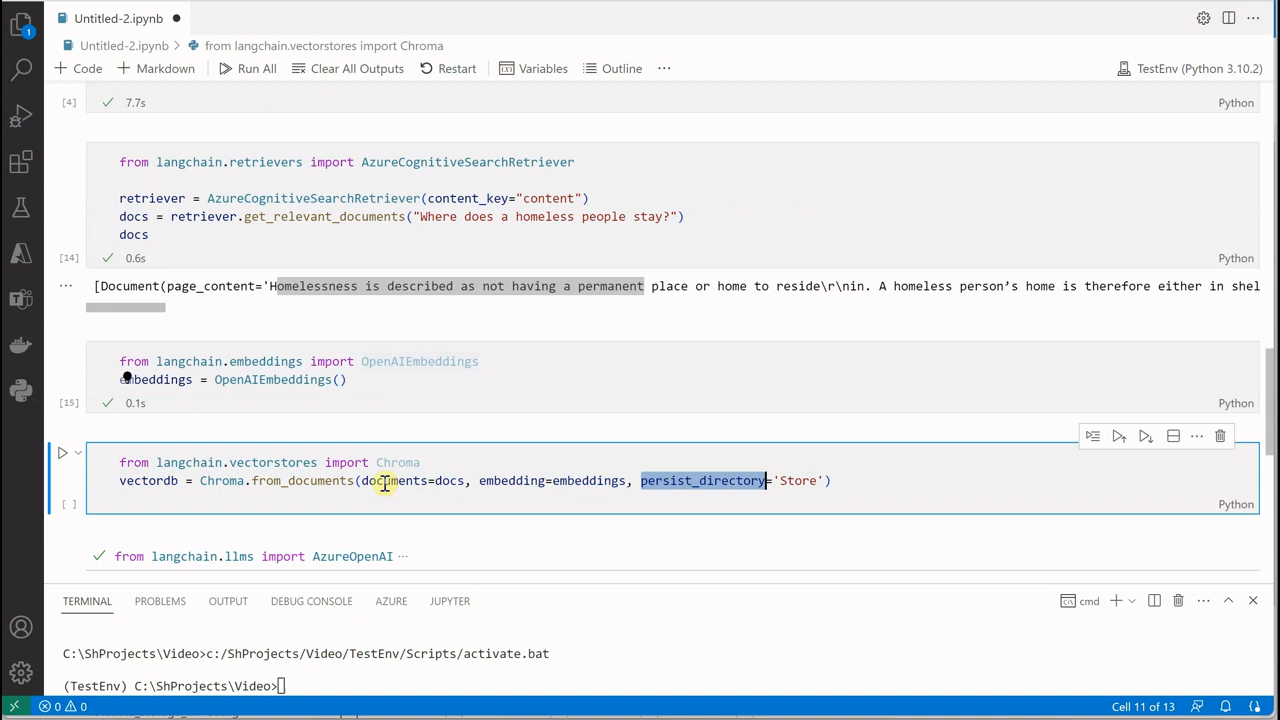 Untitled-2.ipynb
Untitled-2.ipynb > from langchain.vectorstores import Chroma
+ Code + Markdown Run All Clear All Outputs Restart Variables Outline ... TestEnv (Python 3.10.2)
[4] 7.7s Python
from langchain.retrievers import AzureCognitiveSearchRetriever
retriever = AzureCognitiveSearchRetriever(content_key="content")
docs = retriever.get_relevant_documents("Where does a homeless people stay?")
docs
[14] 0.6s Python
[Document(page_content='Homelessness is described as not having a permanent place or home to reside\r\nin. A homeless person’s home is therefore either in shel
from langchain.embeddings import OpenAIEmbeddings
embeddings = OpenAIEmbeddings()
[15] 0.1s Python
from langchain.vectorstores import Chroma
vectordb = Chroma.from_documents(documents=docs, embedding=embeddings, persist_directory='Store')
[ ] Python
from langchain.llms import AzureOpenAI ...
TERMINAL PROBLEMS OUTPUT DEBUG CONSOLE AZURE JUPYTER cmd
C:\ShProjects\Video>c:/ShProjects/Video/TestEnv/Scripts/activate.bat
(TestEnv) C:\ShProjects\Video>
0 0 Cell 11 of 13